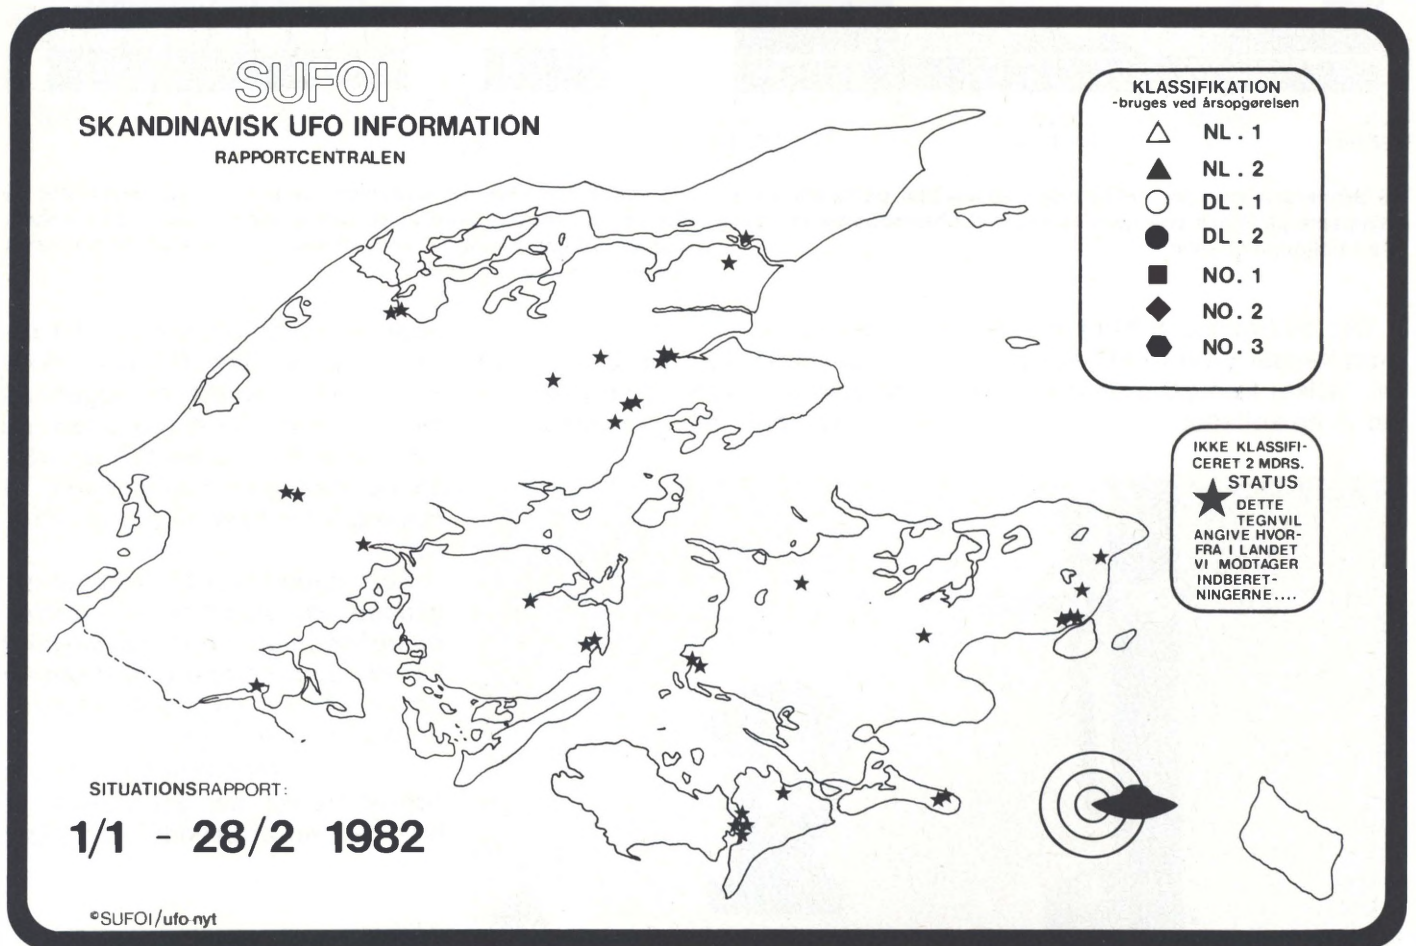 SUFOI
SKANDINAVISK UFO INFORMATION
RAPPORTCENTRALEN
KLASSIFIKATION
-bruges ved årsopgørelsen
NL. 1
NL. 2
DL. 1
DL. 2
NO. 1
NO. 2
NO. 3
IKKE KLASSIFI-
CERET 2 MDRS.
STATUS
DETTE
TEGN VIL
ANGIVE HVOR-
FRA I LANDET
VI MODTAGER
INDBERET-
NINGERNE....
SITUATIONSRAPPORT:
1/1 - 28/2 1982
©SUFOI/ufo-nyt